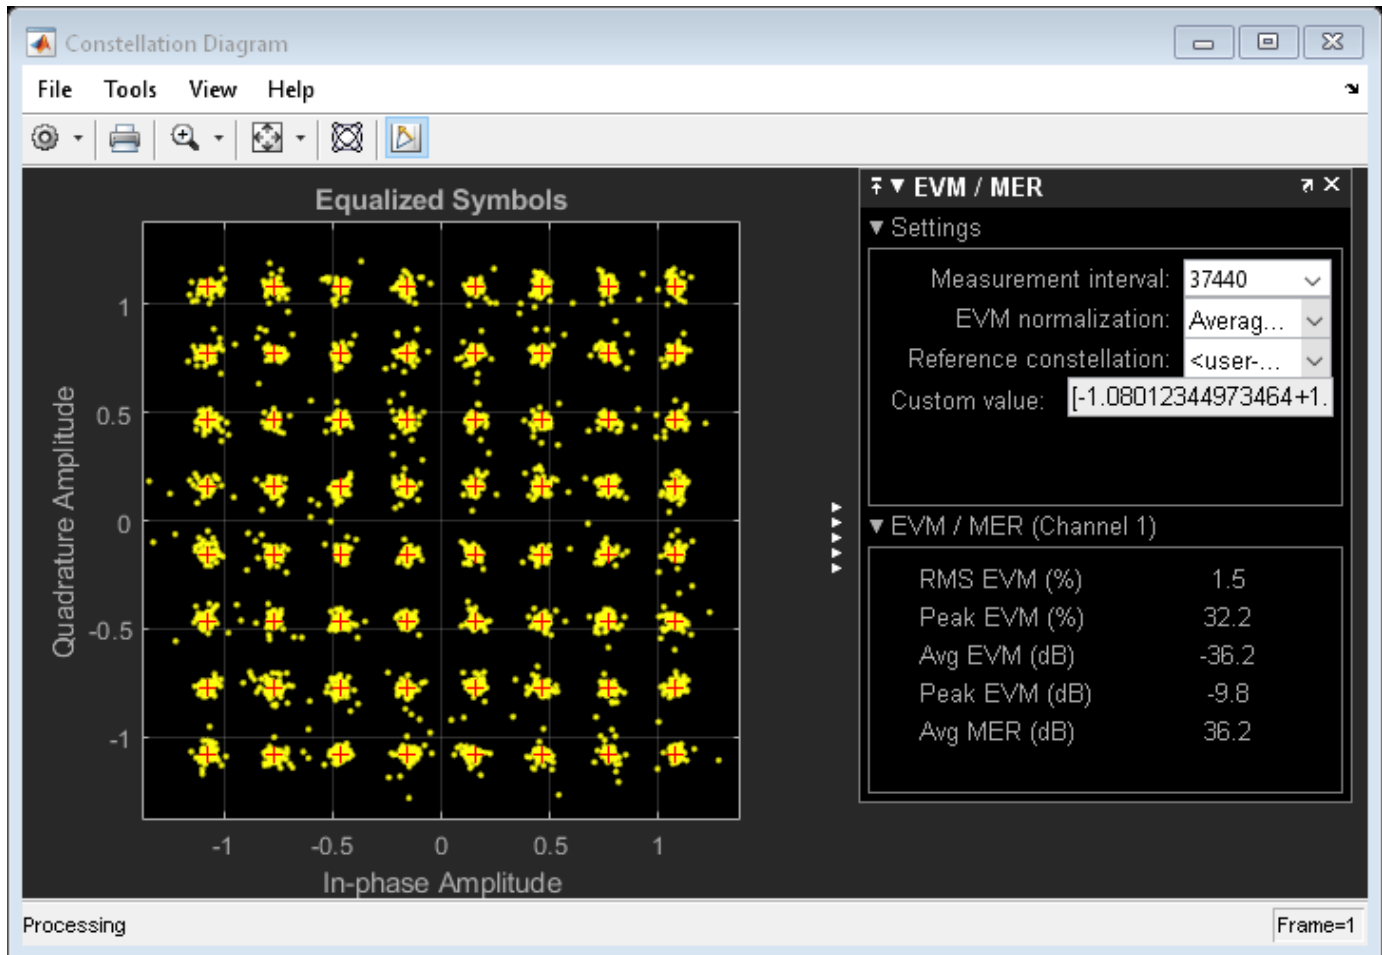 Constellation Diagram
File Tools View Help
Equalized Symbols
1
0.5
0
-0.5
-1
Quadrature Amplitude
-1 -0.5 0 0.5 1
In-phase Amplitude
EVM / MER
Settings
Measurement interval: 37440
EVM normalization: Averag...
Reference constellation: <user-...
Custom value: [-1.08012344973464+1.
EVM / MER (Channel 1)
RMS EVM (%) 1.5
Peak EVM (%) 32.2
Avg EVM (dB) -36.2
Peak EVM (dB) -9.8
Avg MER (dB) 36.2
Processing Frame=1